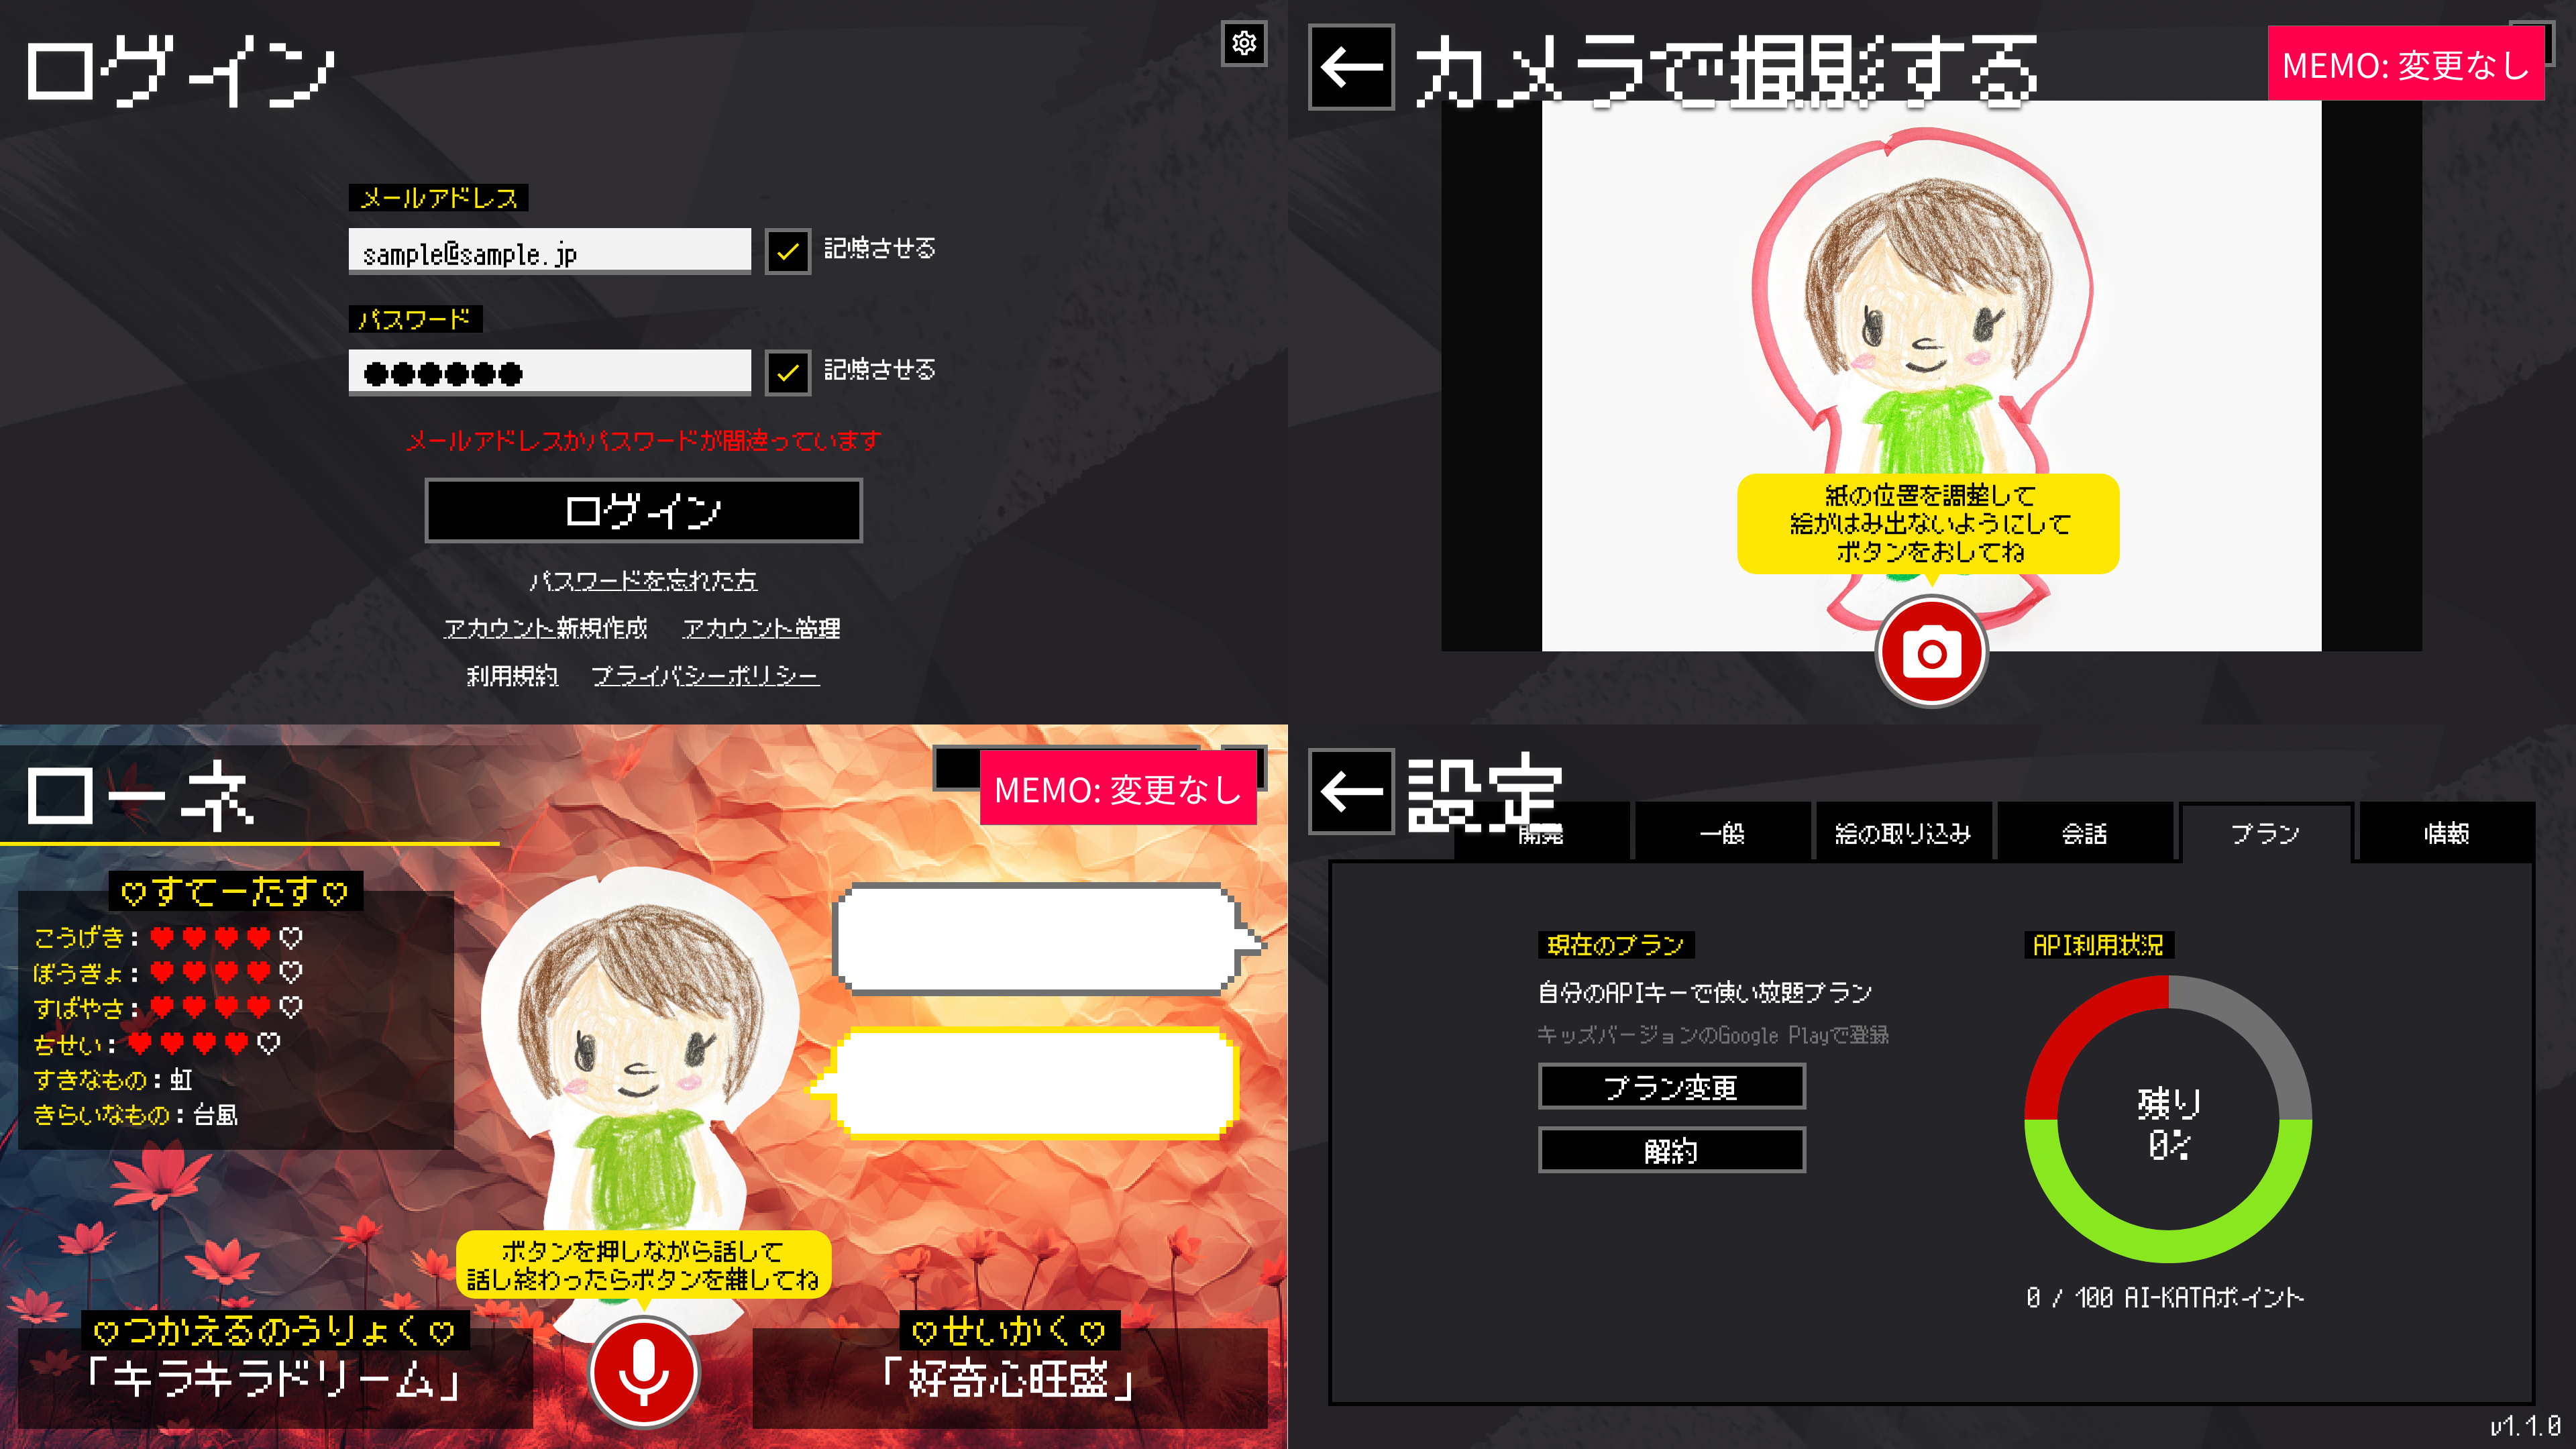 ログイン
メールアドレス
sample@sample.jp
記憶させる
パスワード
●●●●●●
記憶させる
メールアドレスかパスワードが間違っています
ログイン
パスワードを忘れた方
アカウント新規作成 アカウント管理
利用規約 プライバシーポリシー
カメラで撮影する
MEMO: 変更なし
紙の位置を調整して
絵がはみ出ないようにして
ボタンをおしてね
ローネ
MEMO: 変更なし
♡すてーたす♡
こうげき：♥♥♥♥♡
ぼうぎょ：♥♥♥♥♡
すばやさ：♥♥♥♥♡
ちせい：♥♥♥♥♡
すきなもの：虹
きらいなもの：台風
ボタンを押しながら話して
話し終わったらボタンを離してね
♡つかえるのうりょく♡
「キラキラドリーム」
♡せいかく♡
「好奇心旺盛」
設定
開発 一般 絵の取り込み 会話 プラン 情報
現在のプラン
自分のAPIキーで使い放題プラン
キッズバージョンのGoogle Playで登録
プラン変更
解約
API利用状況
残り
0%
0 / 100 AI-KATAポイント
v1.1.0